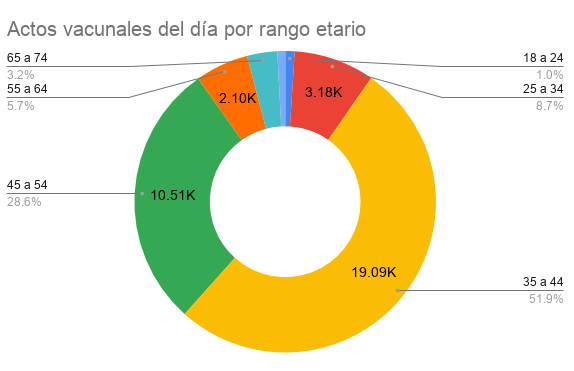 Actos vacunales del día por rango etario
65 a 74
3.2%
55 a 64
5.7%
18 a 24
1.0%
25 a 34
8.7%
2.10K
3.18K
45 a 54
28.6%
10.51K
19.09K
35 a 44
51.9%